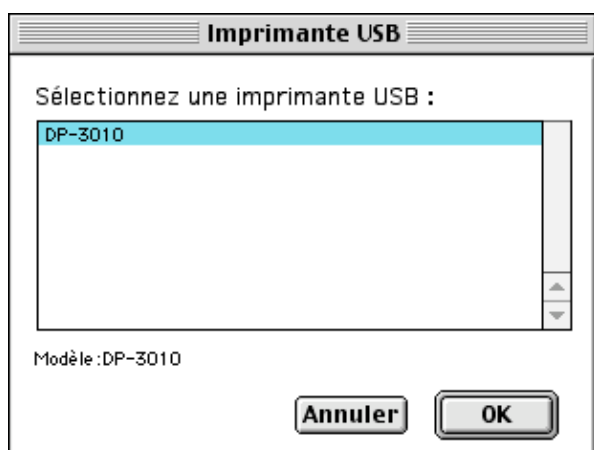 Imprimante USB
Sélectionnez une imprimante USB :
DP-3010
Modèle:DP-3010
Annuler OK